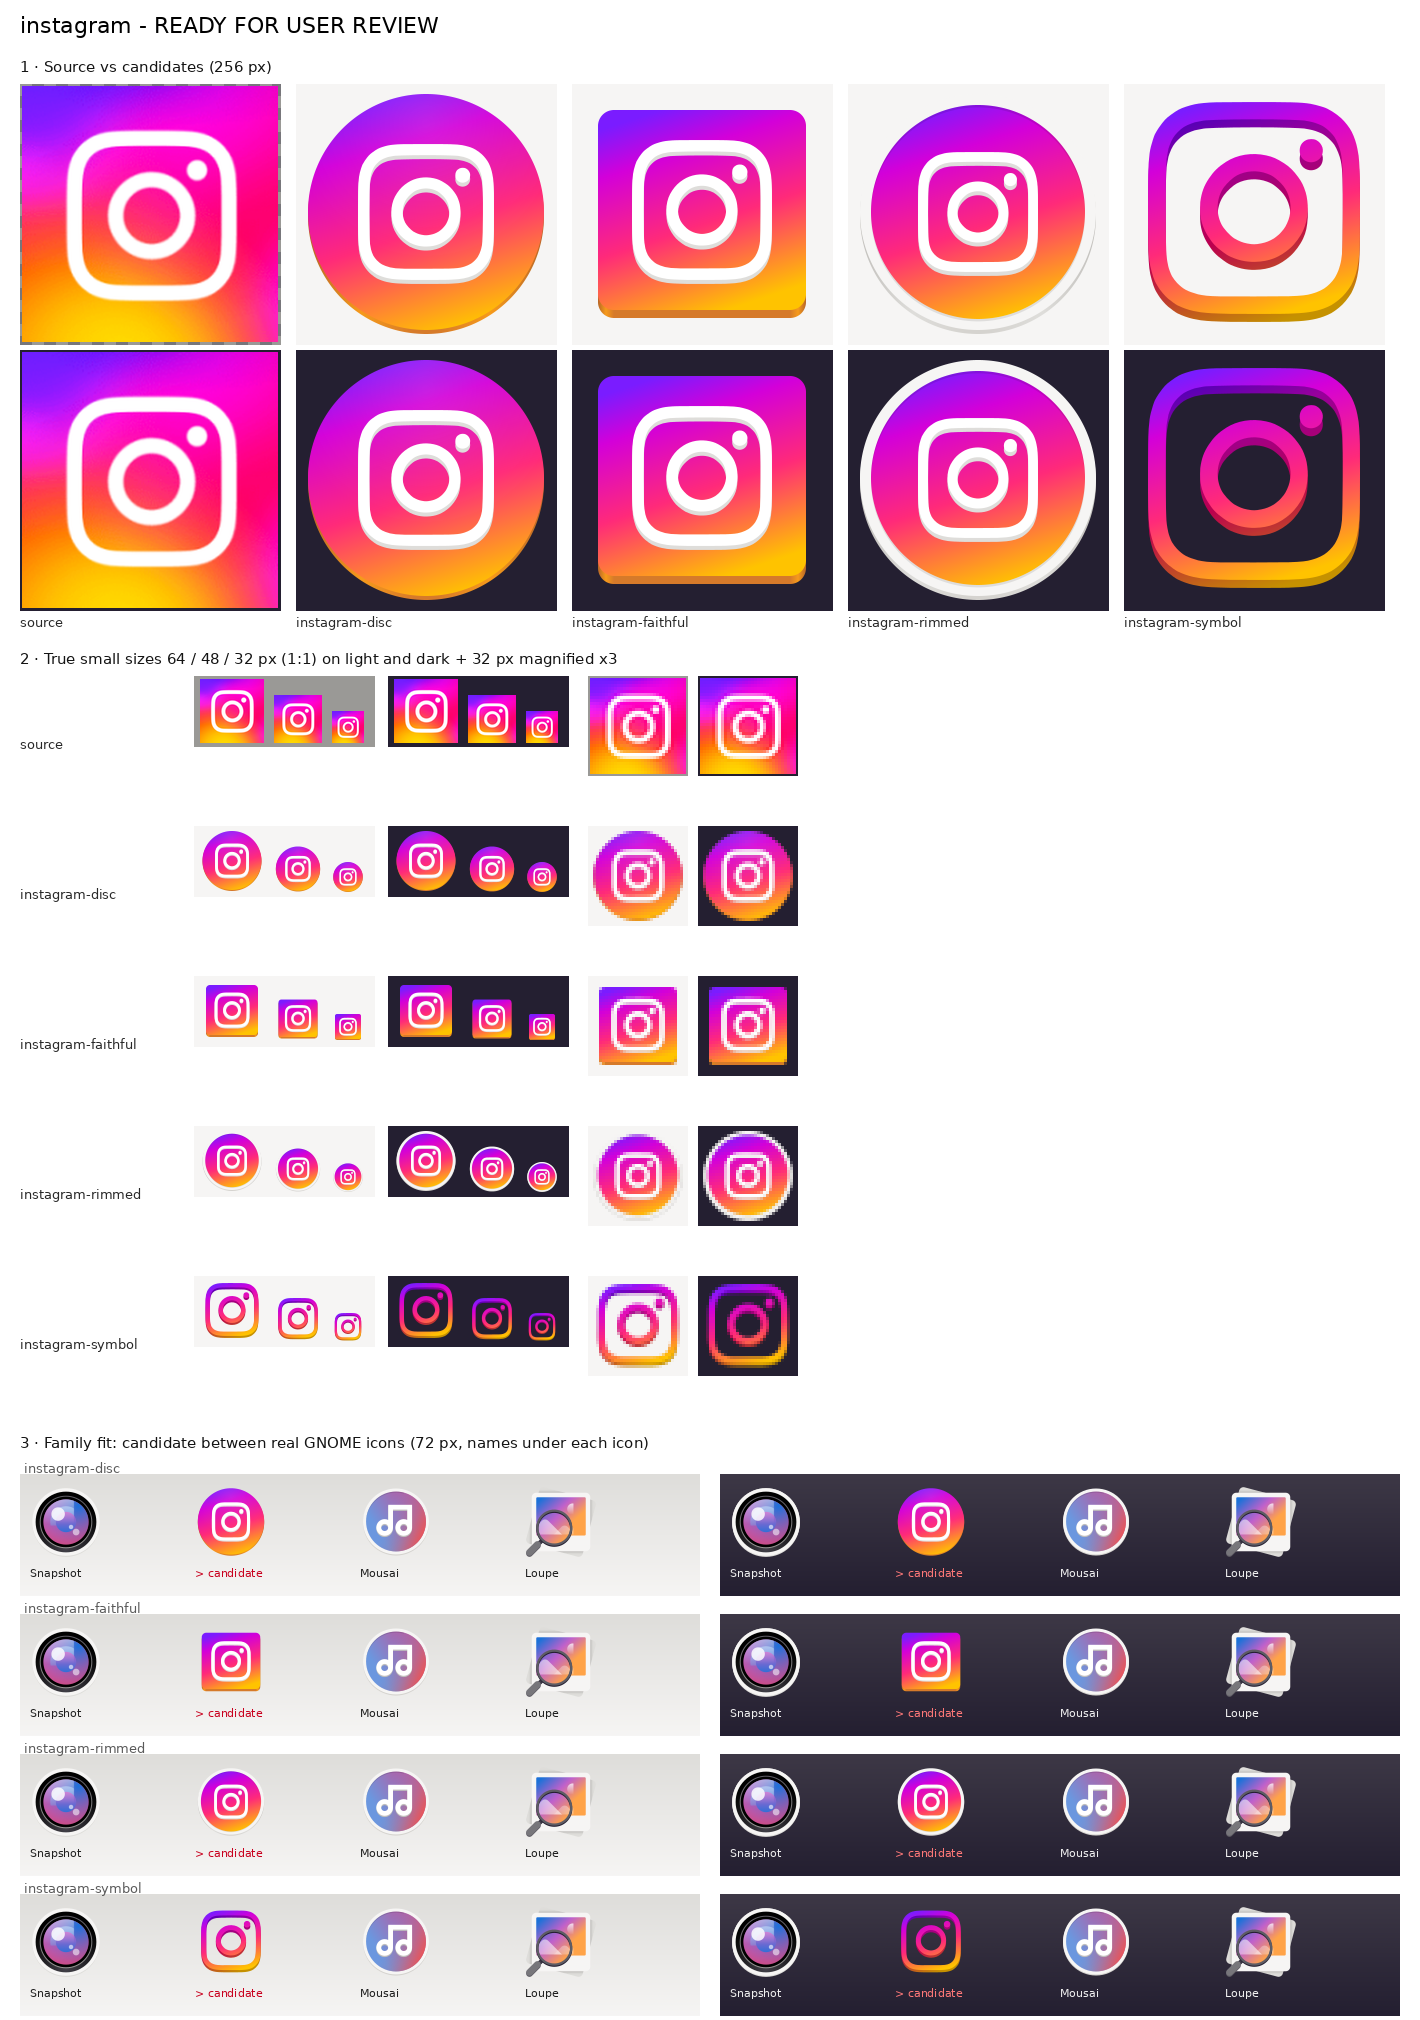 instagram - READY FOR USER REVIEW
1 · Source vs candidates (256 px)
source instagram-disc instagram-faithful instagram-rimmed instagram-symbol
2 · True small sizes 64 / 48 / 32 px (1:1) on light and dark + 32 px magnified x3
source
instagram-disc
instagram-faithful
instagram-rimmed
instagram-symbol
3 · Family fit: candidate between real GNOME icons (72 px, names under each icon)
instagram-disc
Snapshot > candidate Mousai Loupe Snapshot > candidate Mousai Loupe
instagram-faithful
Snapshot > candidate Mousai Loupe Snapshot > candidate Mousai Loupe
instagram-rimmed
Snapshot > candidate Mousai Loupe Snapshot > candidate Mousai Loupe
instagram-symbol
Snapshot > candidate Mousai Loupe Snapshot > candidate Mousai Loupe